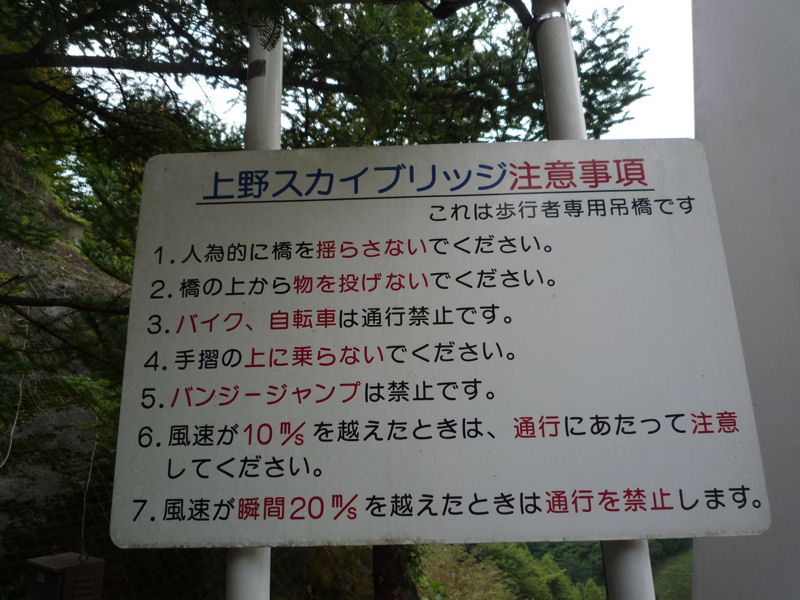 上野スカイブリッジ注意事項
これは歩行者専用吊橋です
1.人為的に橋を揺らさないでください。
2.橋の上から物を投げないでください。
3.バイク、自転車は通行禁止です。
4.手摺の上に乗らないでください。
5.バンジージャンプは禁止です。
6.風速が10m/sを越えたときは、通行にあたって注意
してください。
7.風速が瞬間20m/sを越えたときは通行を禁止します。